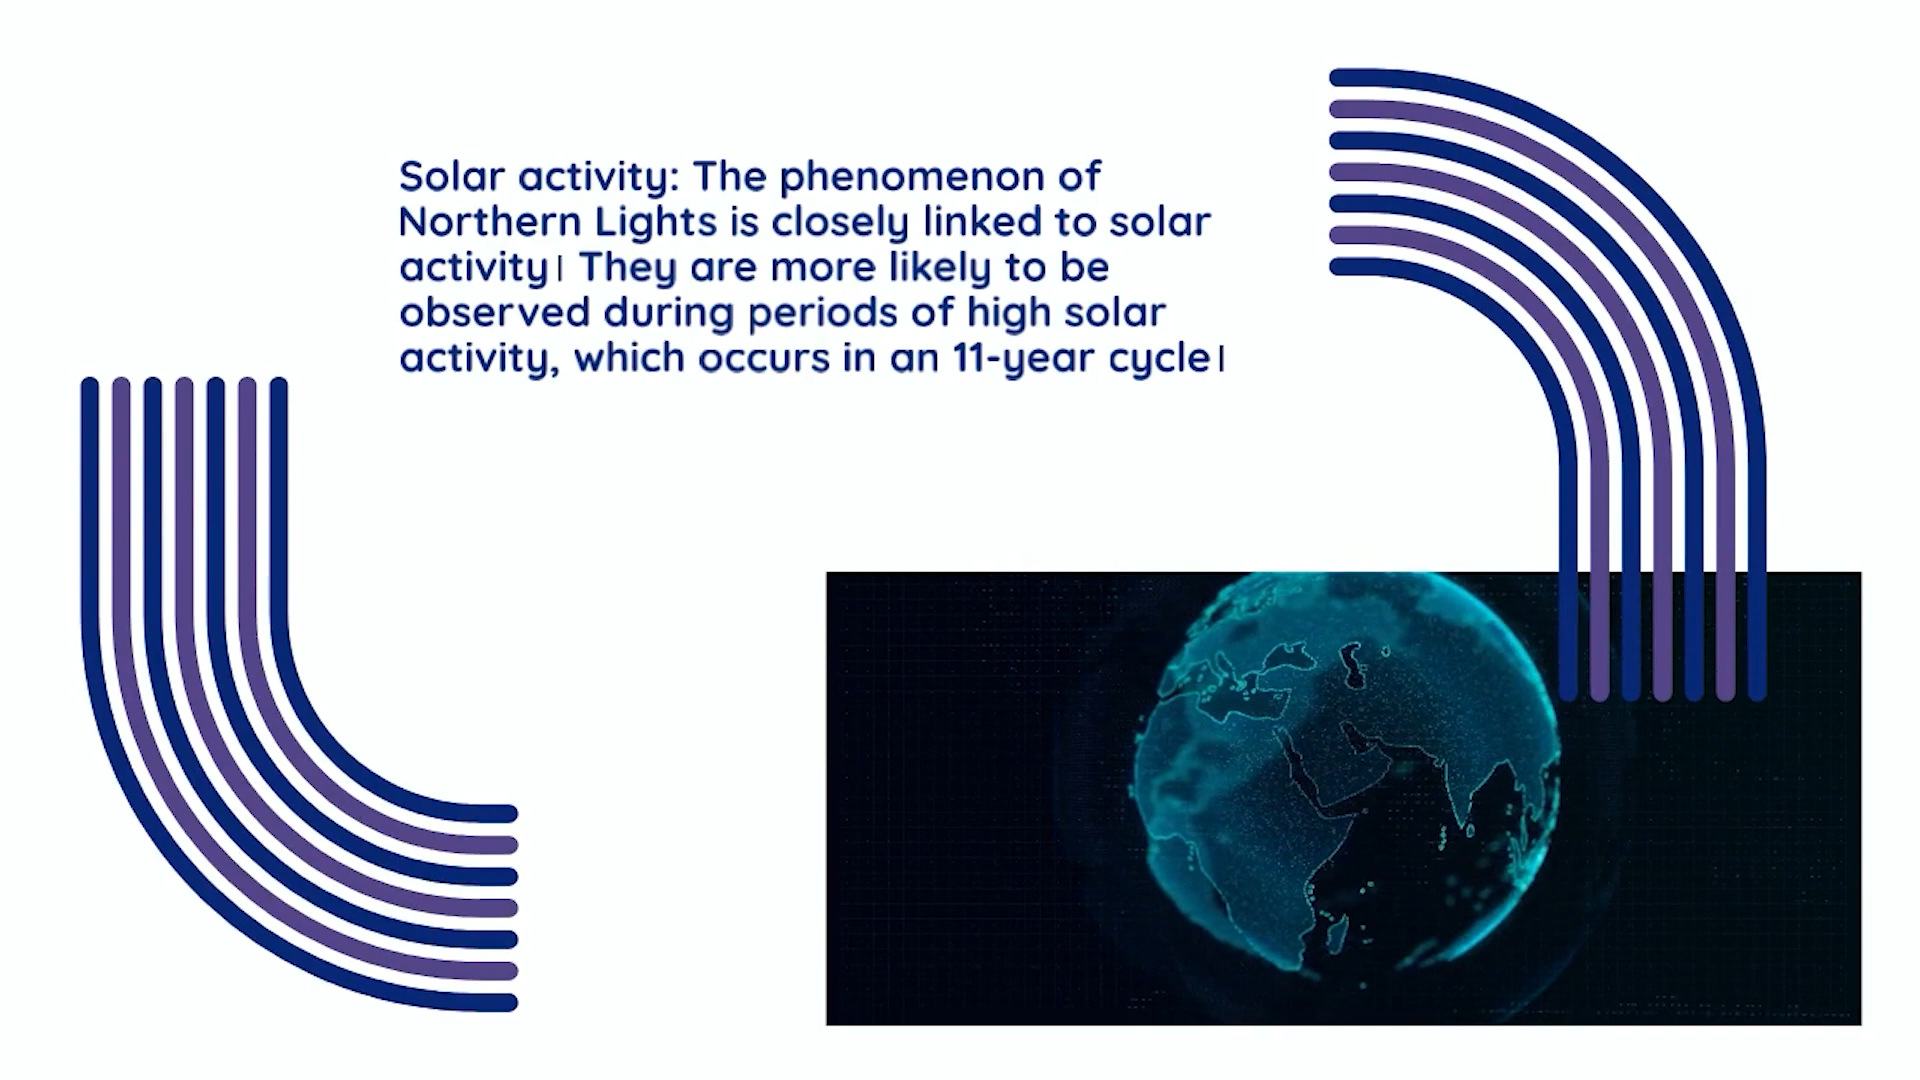 Solar activity: The phenomenon of
Northern Lights is closely linked to solar
activity| They are more likely to be
observed during periods of high solar
activity, which occurs in an 11-year cycle|